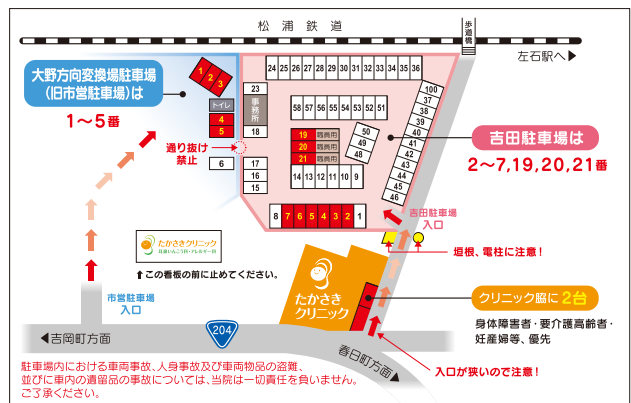 松浦鉄道
歩道橋
左石駅へ▶
大野方向変換場駐車場
(旧市営駐車場)は
1～5番
1 2 3
トイレ
4
5
6
通り抜け
禁止
23
事務所
18
17
16
15
24 25 26 27 28 29 30 31 32 33 34 35 36
58 57 56 55 54 53 52 51
19 職員用
20 職員用
21 職員用
50
49
48
14 13 12 11 10 9
8 7 6 5 4 3 2 1
100
37
38
39
40
41
42
43
44
45
46
吉田駐車場は
2～7,19,20,21番
吉田駐車場
入口
垣根、電柱に注意!
たかさきクリニック
耳鼻いんこう科・アレルギー科
⬆この看板の前に止めてください。
市営駐車場
入口
たかさき
クリニック
クリニック脇に2台
身体障害者・要介護高齢者・
妊産婦等、優先
入口が狭いので注意!
◀吉岡町方面
204
春日町方面▶
駐車場内における車両事故、人身事故及び車両物品の盗難、
並びに車内の遺留品の事故については、当院は一切責任を負いません。
ご了承ください。